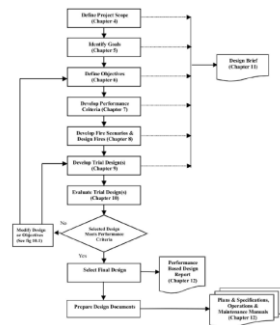 Define Project Scope
(Chapter 4)
Identify Goals
(Chapter 5)
Define Objectives
(Chapter 6)
Develop Performance
Criteria (Chapter 7)
Develop Fire Scenarios &
Design Fires (Chapter 8)
Develop Trial Design(s)
(Chapter 9)
Evaluate Trial Design(s)
(Chapter 10)
Design Brief
(Chapter 11)
Modify Design
or Objectives
(See fig 10-1)
No
Selected Design
Meets Performance
Criteria
Yes
Select Final Design
Performance
Based Design
Report
(Chapter 12)
Prepare Design Documents
Plans & Specifications,
Operations &
Maintenance Manuals
(Chapter 12)